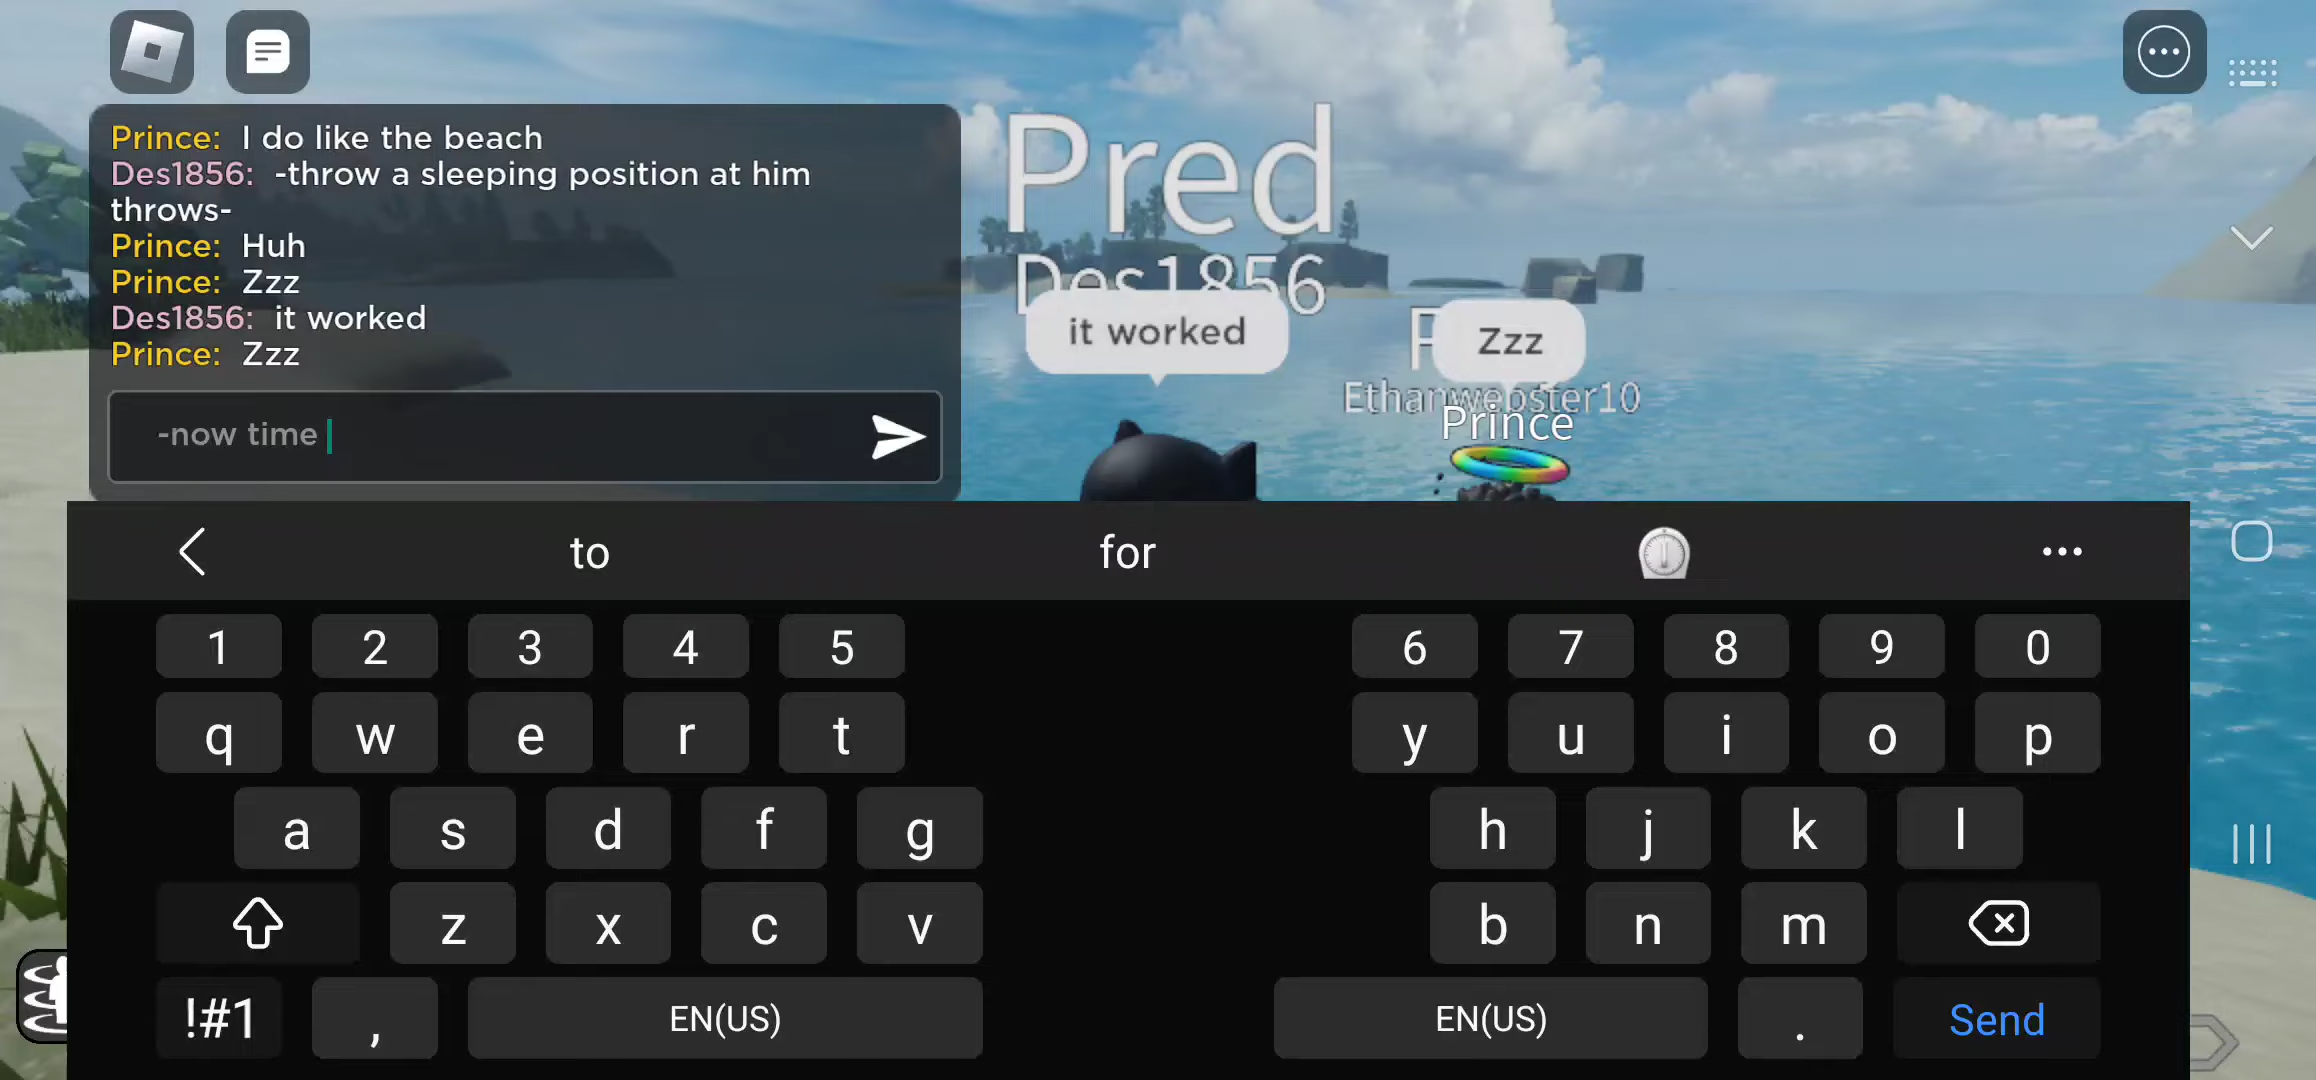 Prince: I do like the beach
Des1856: -throw a sleeping position at him
throws-
Prince: Huh
Prince: Zzz
Des1856: it worked
Prince: Zzz
-now time
Pred
Des1856
it worked
Zzz
Ethanwebster10
Prince
to for
1 2 3 4 5 6 7 8 9 0
q w e r t y u i o p
a s d f g h j k l
z x c v b n m
!#1 , EN(US) EN(US) . Send